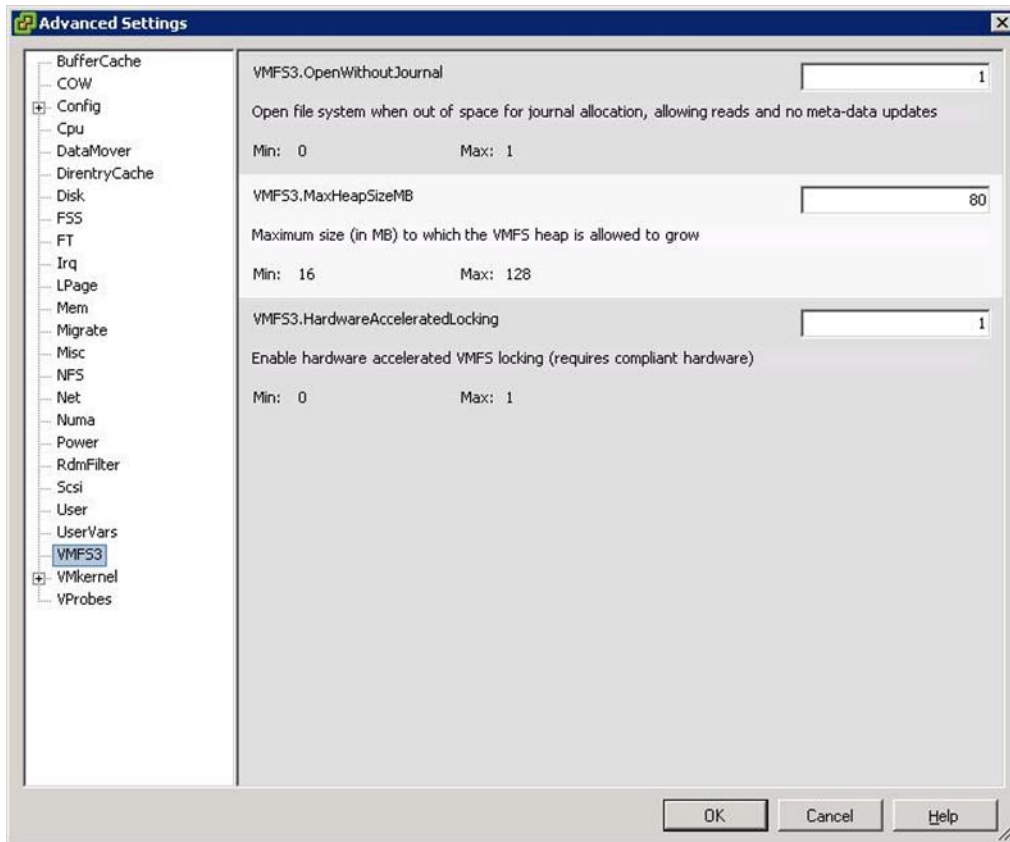 Advanced Settings
BufferCache
COW
Config
Cpu
DataMover
DirentryCache
Disk
FSS
FT
Irq
LPage
Mem
Migrate
Misc
NFS
Net
Numa
Power
RdmFilter
Scsi
User
UserVars
VMFS3
VMkernel
VProbes
VMFS3.OpenWithoutJournal 1
Open file system when out of space for journal allocation, allowing reads and no meta-data updates
Min: 0 Max: 1
VMFS3.MaxHeapSizeMB 80
Maximum size (in MB) to which the VMFS heap is allowed to grow
Min: 16 Max: 128
VMFS3.HardwareAcceleratedLocking 1
Enable hardware accelerated VMFS locking (requires compliant hardware)
Min: 0 Max: 1
OK Cancel Help